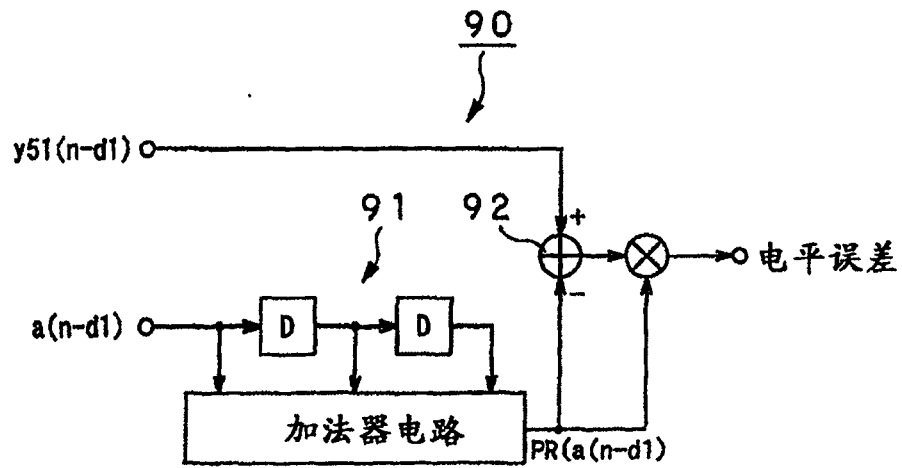 90
y51(n-d1)
91
92
+
-
电平误差
a(n-d1)
D
D
加法器电路
PR(a(n-d1)